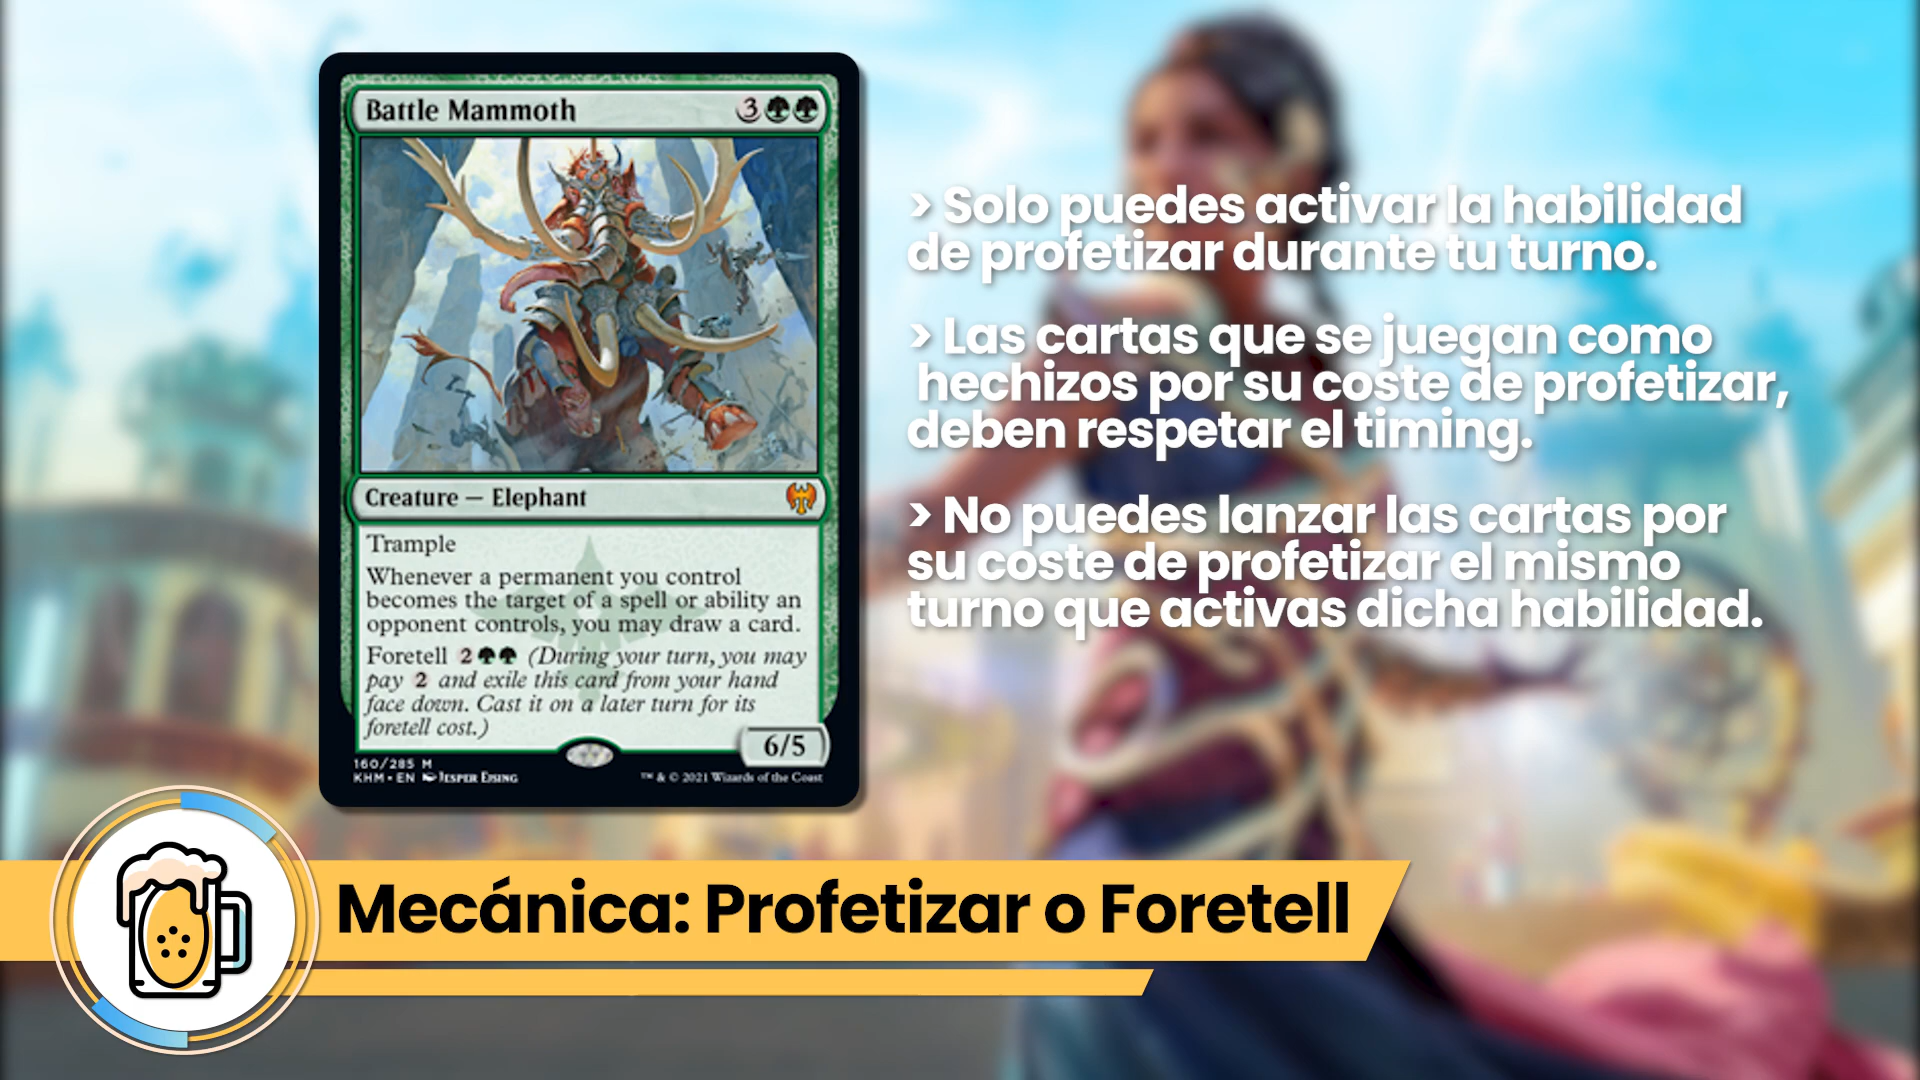 Battle Mammoth 3
Creature — Elephant
Trample
Whenever a permanent you control
becomes the target of a spell or ability an
opponent controls, you may draw a card.
Foretell 2 (During your turn, you may
pay 2 and exile this card from your hand
face down. Cast it on a later turn for its
foretell cost.)
6/5
160/285 M
KHM • EN JESPER EJSING
™ & © 2021 Wizards of the Coast
> Solo puedes activar la habilidad
de profetizar durante tu turno.
> Las cartas que se juegan como
hechizos por su coste de profetizar,
deben respetar el timing.
> No puedes lanzar las cartas por
su coste de profetizar el mismo
turno que activas dicha habilidad.
Mecánica: Profetizar o Foretell